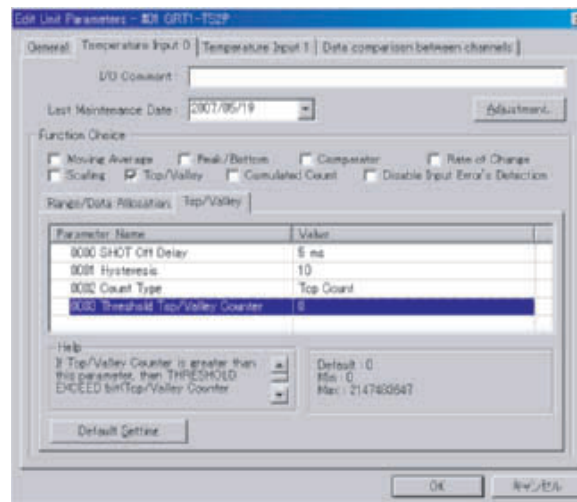 Edit Unit Parameters - #01 GRT1-TS2P
General
Temperature Input 0
Temperature Input 1
Data comparison between channels
I/O Comment :
Last Maintenance Date : 2007/05/19
Adjustment..
Function Choice
Moving Average
Peak/Bottom
Comparator
Rate of Change
Scaling
Top/Valley
Cumulated Count
Disable Input Error's Detection
Range/Data Allocation
Top/Valley
Parameter Name
Value
0000 SHOT Off Delay
5 ms
0001 Hysteresis
10
0002 Count Type
Top Count
0003 Threshold Top/Valley Counter
0
Help
If Top/Valley Counter is greater than
this parameter, then THRESHOLD
EXCEED bit(Top/Valley Counter
Default : 0
Min : 0
Max : 2147483647
Default Setting
OK
キャンセル